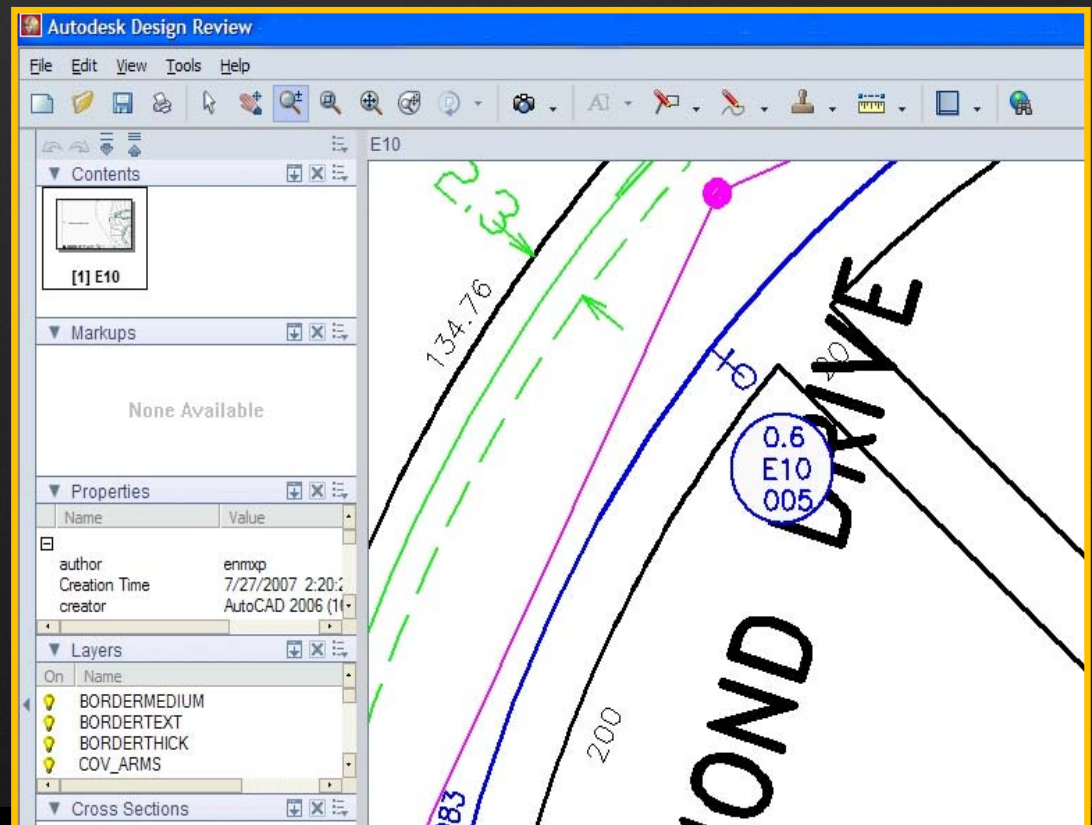 Autodesk Design Review
File Edit View Tools Help
E10
Contents
[1] E10
Markups
None Available
Properties
Name Value
author enmxp
Creation Time 7/27/2007 2:20:2
creator AutoCAD 2006 (1
Layers
On Name
BORDERMEDIUM
BORDERTEXT
BORDERTHICK
COV_ARMS
Cross Sections
2.3
134.76
20
0.6
E10
005
DRIVE
200
OND
83